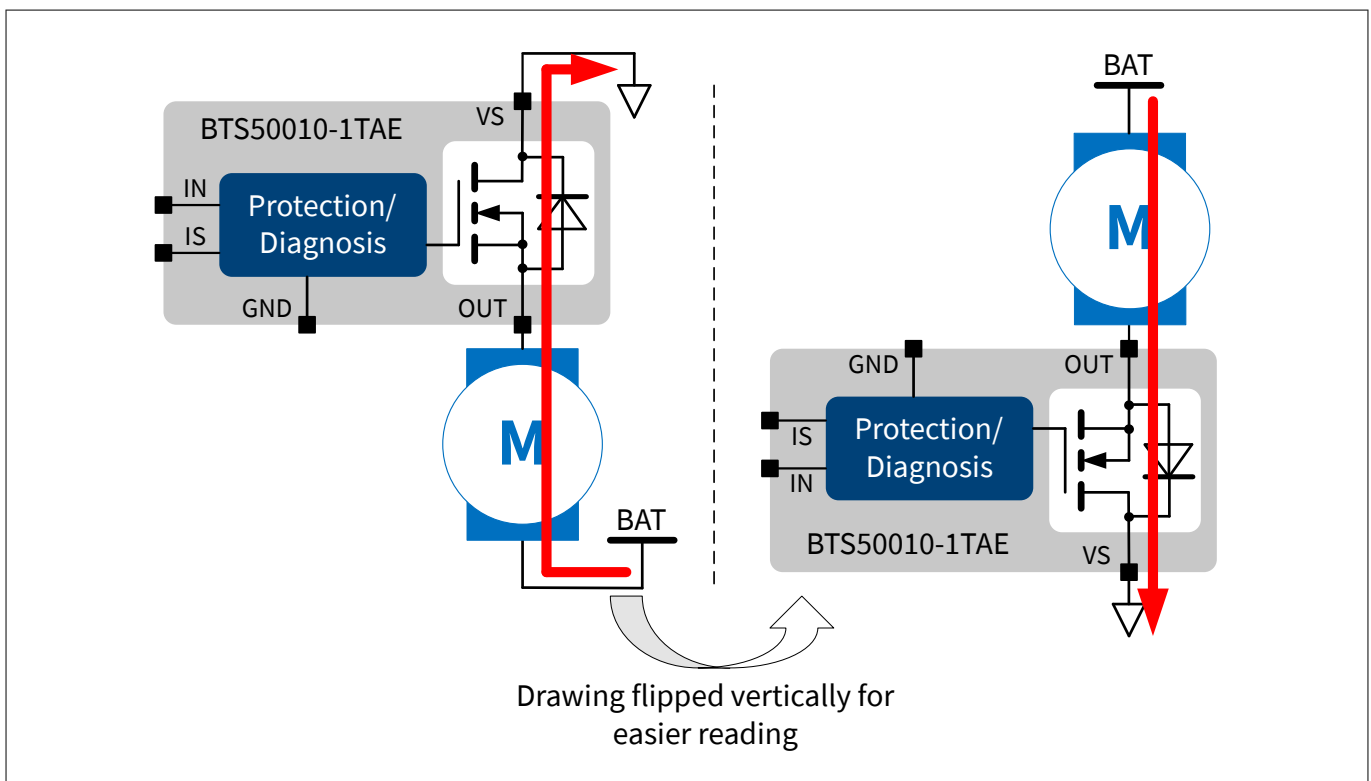 VS
BTS50010-1TAE
IN
IS
Protection/
Diagnosis
GND
OUT
M
BAT
BAT
M
GND
OUT
IS
IN
Protection/
Diagnosis
BTS50010-1TAE
VS
Drawing flipped vertically for
easier reading